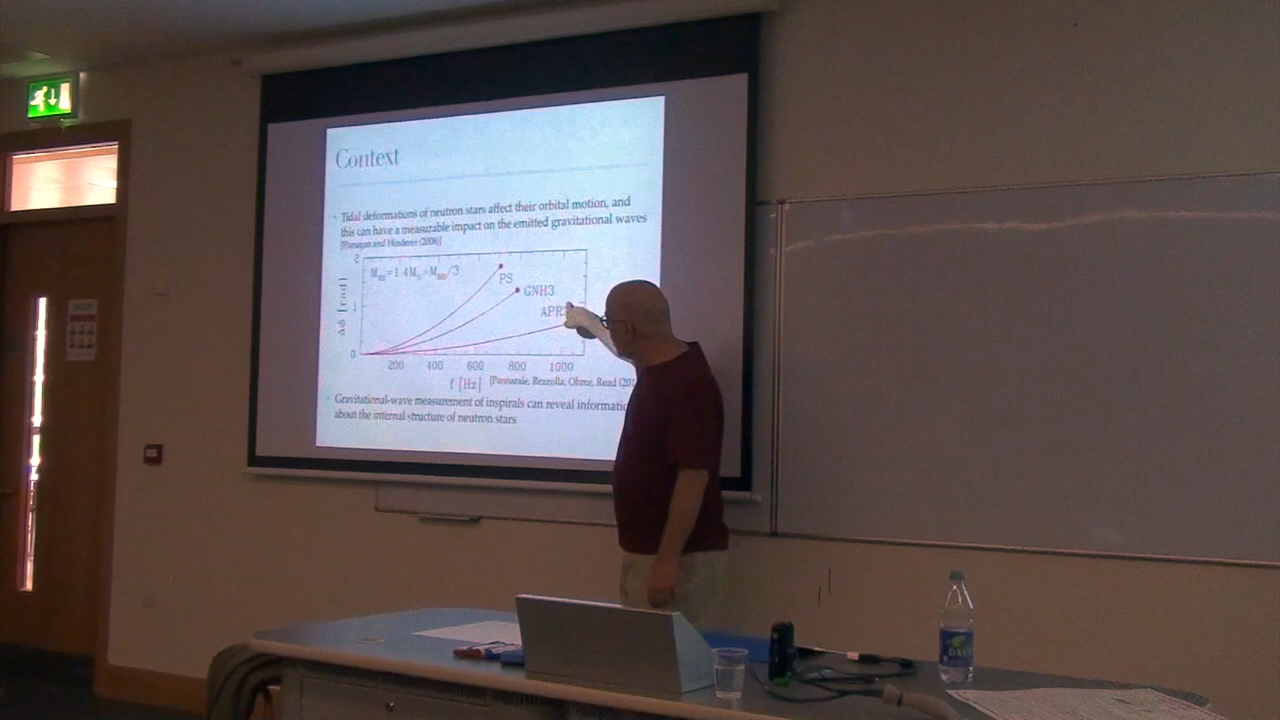 Context
Tidal deformations of neutron stars affect their orbital motion, and
this can have a measurable impact on the emitted gravitational waves
[Flanagan and Hinderer (2008)]
2
1
0
Δϕ [rad]
PS
GNH3
APR
200 400 600 800 1000
f [Hz]
[Pannarale, Rezzolla, Ohme, Read (201
Gravitational-wave measurement of inspirals can reveal informatio
about the internal structure of neutron stars
DASANI